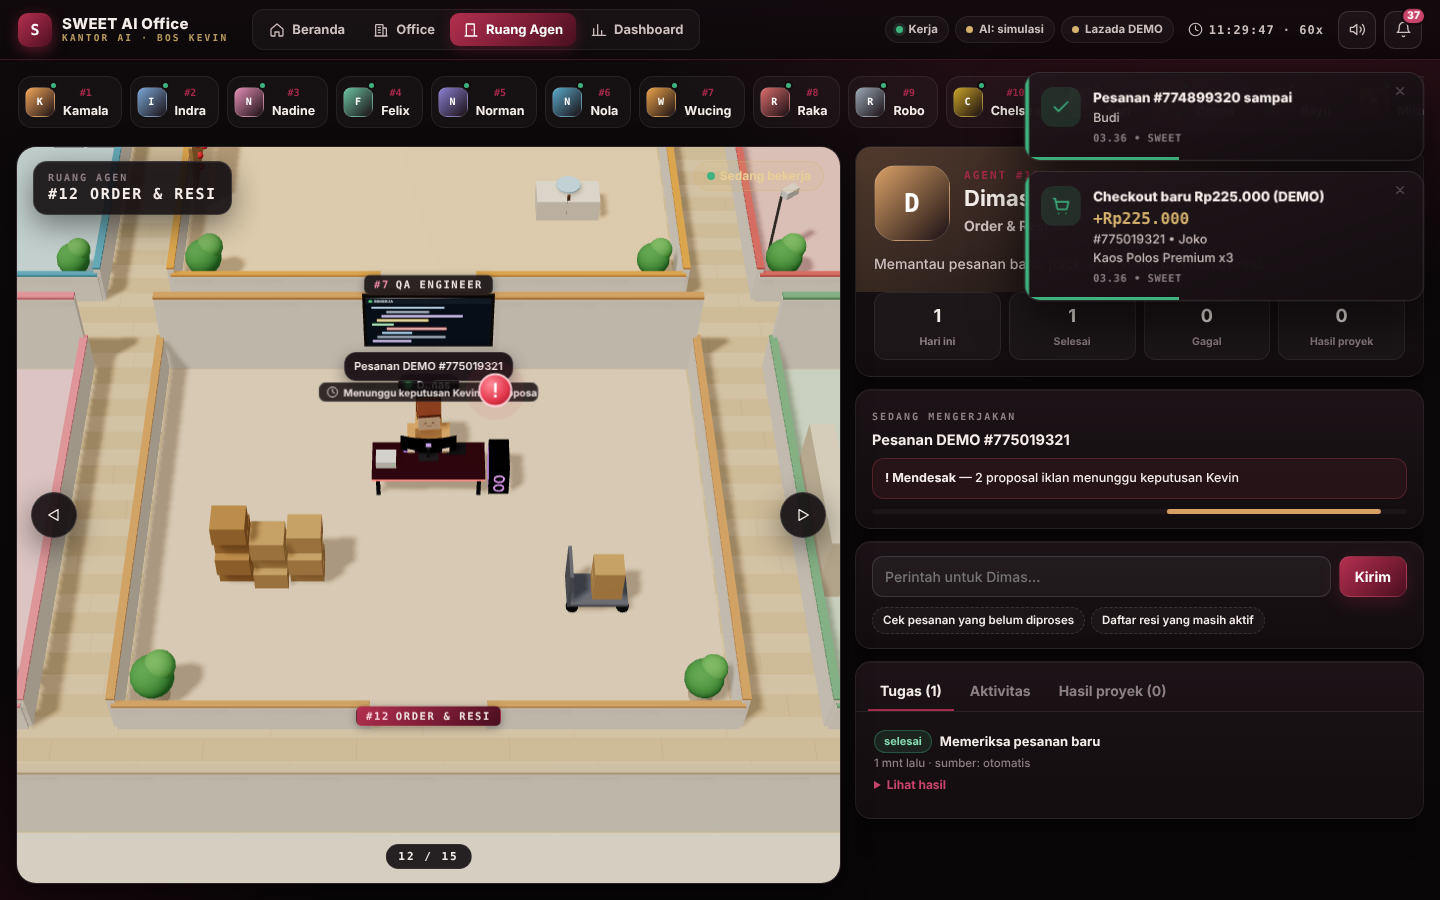 S
SWEET AI Office
KANTOR AI · BOS KEVIN
Beranda
Office
Ruang Agen
Dashboard
Kerja
AI: simulasi
Lazada DEMO
11:29:47 · 60x
37
K
#1
Kamala
I
#2
Indra
N
#3
Nadine
F
#4
Felix
N
#5
Norman
N
#6
Nola
W
#7
Wucing
R
#8
Raka
R
#9
Robo
C
#10
Chels
Pesanan #774899320 sampai
Budi
03.36 • SWEET
Checkout baru Rp225.000 (DEMO)
+Rp225.000
#775019321 • Joko
Kaos Polos Premium x3
03.36 • SWEET
RUANG AGEN
#12 ORDER & RESI
Sedang bekerja
#7 QA ENGINEER
Pesanan DEMO #775019321
Menunggu keputusan Kevin
!
#12 ORDER & RESI
12 / 15
D
AGENT #1
Dimas
Order & R
Memantau pesanan ba
1
Hari ini
1
Selesai
0
Gagal
0
Hasil proyek
SEDANG MENGERJAKAN
Pesanan DEMO #775019321
! Mendesak — 2 proposal iklan menunggu keputusan Kevin
Perintah untuk Dimas...
Kirim
Cek pesanan yang belum diproses
Daftar resi yang masih aktif
Tugas (1)
Aktivitas
Hasil proyek (0)
selesai
Memeriksa pesanan baru
1 mnt lalu · sumber: otomatis
Lihat hasil